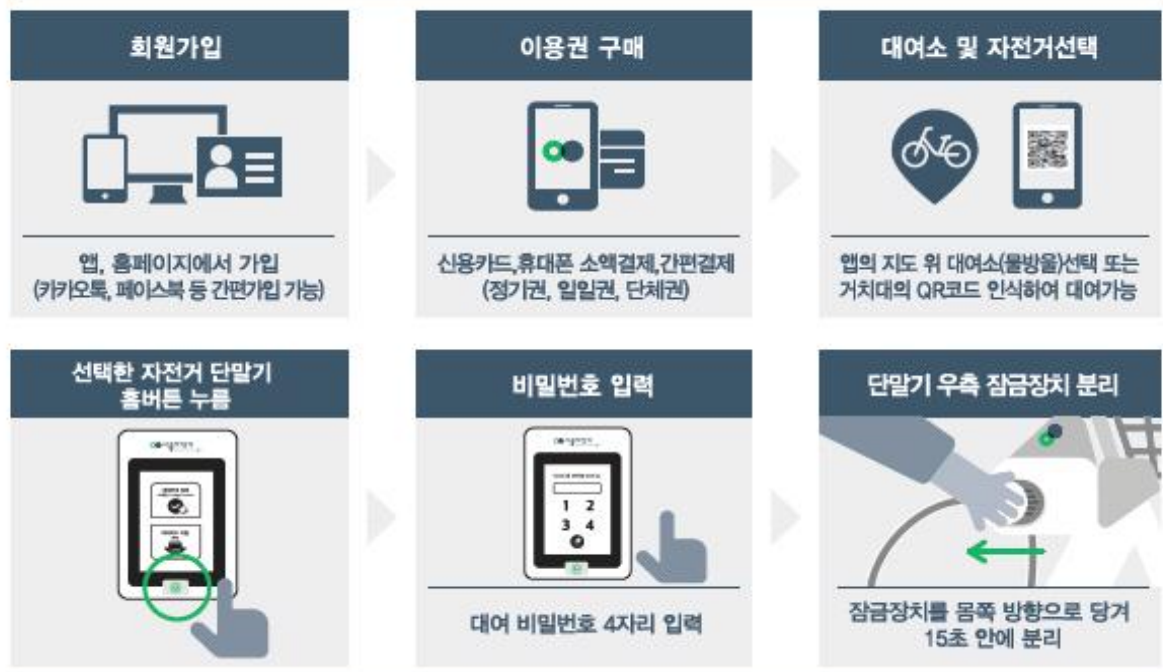 회원가입
앱, 홈페이지에서 가입
(카카오톡, 페이스북 등 간편가입 가능)
이용권 구매
신용카드,휴대폰 소액결제,간편결제
(정기권, 일일권, 단체권)
대여소 및 자전거선택
앱의 지도 위 대여소(물방울)선택 또는
거치대의 QR코드 인식하여 대여가능
선택한 자전거 단말기
홈버튼 누름
비밀번호 입력
1 2
3 4
대여 비밀번호 4자리 입력
단말기 우측 잠금장치 분리
잠금장치를 몸쪽 방향으로 당겨
15초 안에 분리